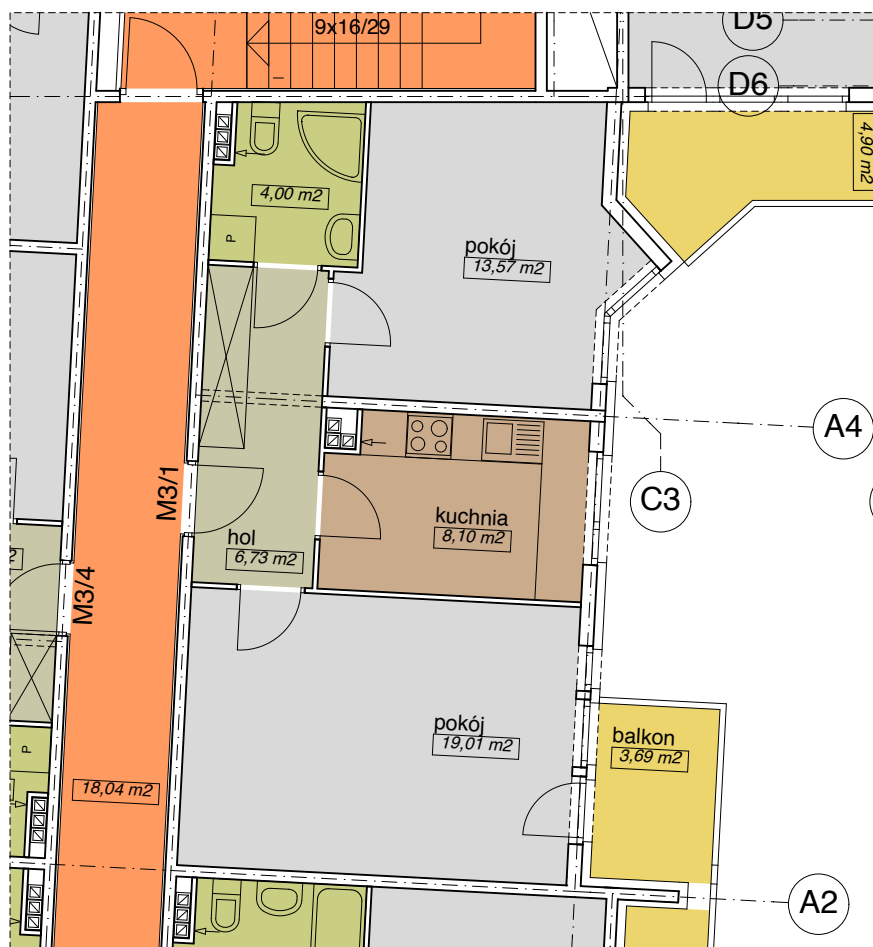 9x16/29
D5
D6
4,90 m2
4,00 m2
P
pokój
13,57 m2
A4
M3/1
C3
kuchnia
8,10 m2
hol
6,73 m2
M3/4
pokój
19,01 m2
balkon
3,69 m2
P
18,04 m2
A2